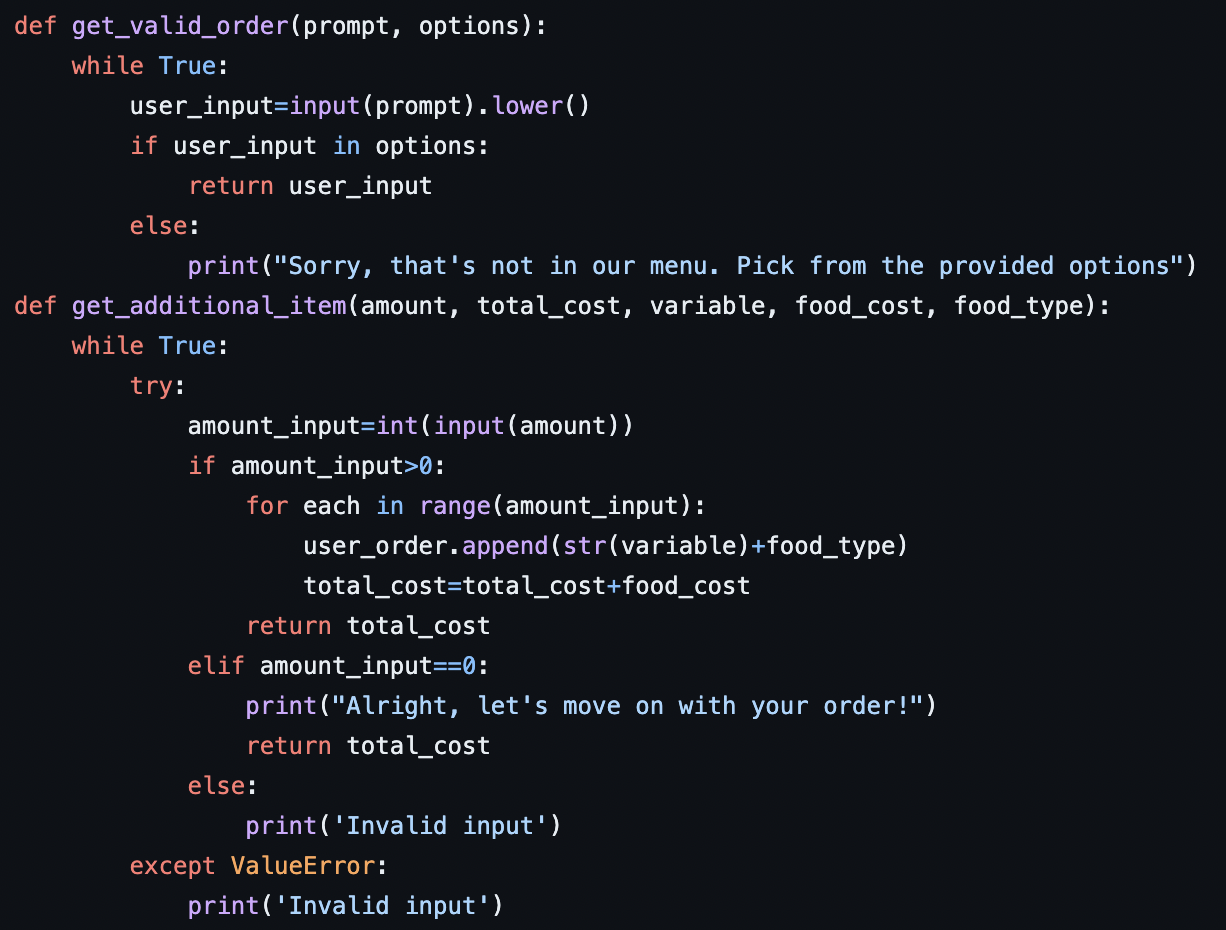 def get_valid_order(prompt, options):
    while True:
        user_input=input(prompt).lower()
        if user_input in options:
            return user_input
        else:
            print("Sorry, that's not in our menu. Pick from the provided options")
def get_additional_item(amount, total_cost, variable, food_cost, food_type):
    while True:
        try:
            amount_input=int(input(amount))
            if amount_input>0:
                for each in range(amount_input):
                    user_order.append(str(variable)+food_type)
                    total_cost=total_cost+food_cost
                return total_cost
            elif amount_input==0:
                print("Alright, let's move on with your order!")
                return total_cost
            else:
                print('Invalid input')
        except ValueError:
            print('Invalid input')